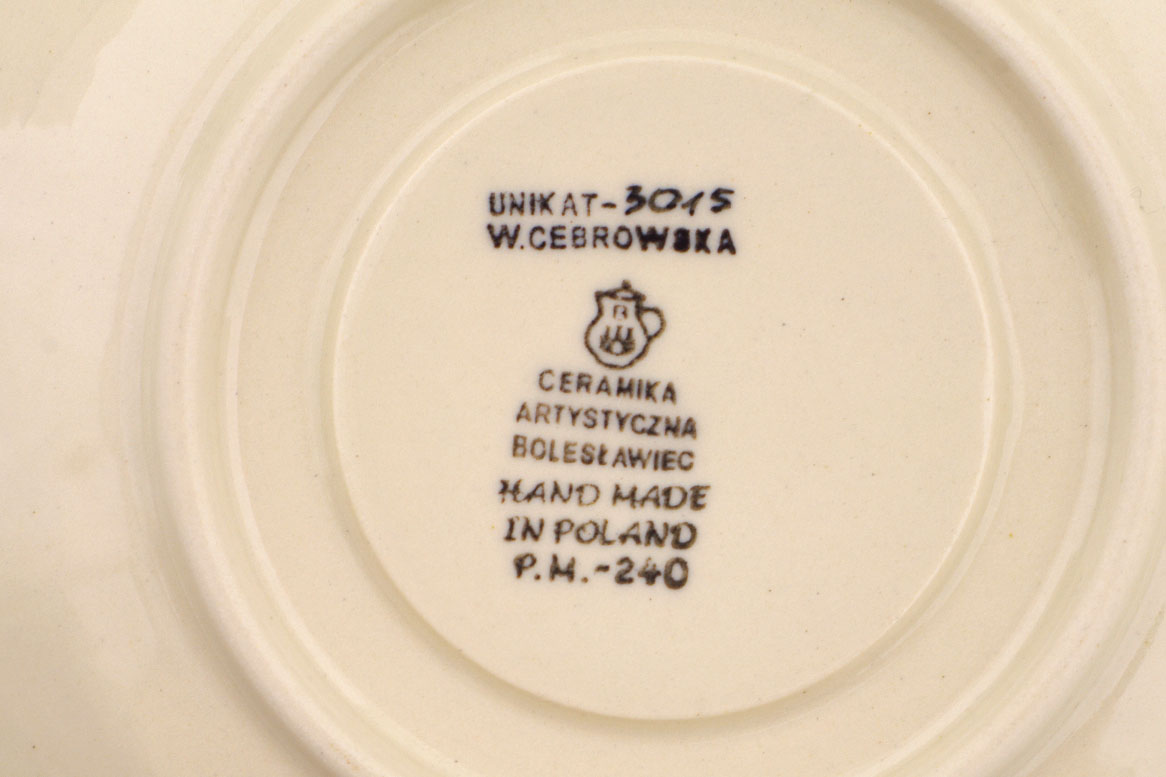 UNIKAT-3015
W.CEBROWSKA
B
CERAMIKA
ARTYSTYCZNA
BOLESŁAWIEC
HAND MADE
IN POLAND
P.M.-240